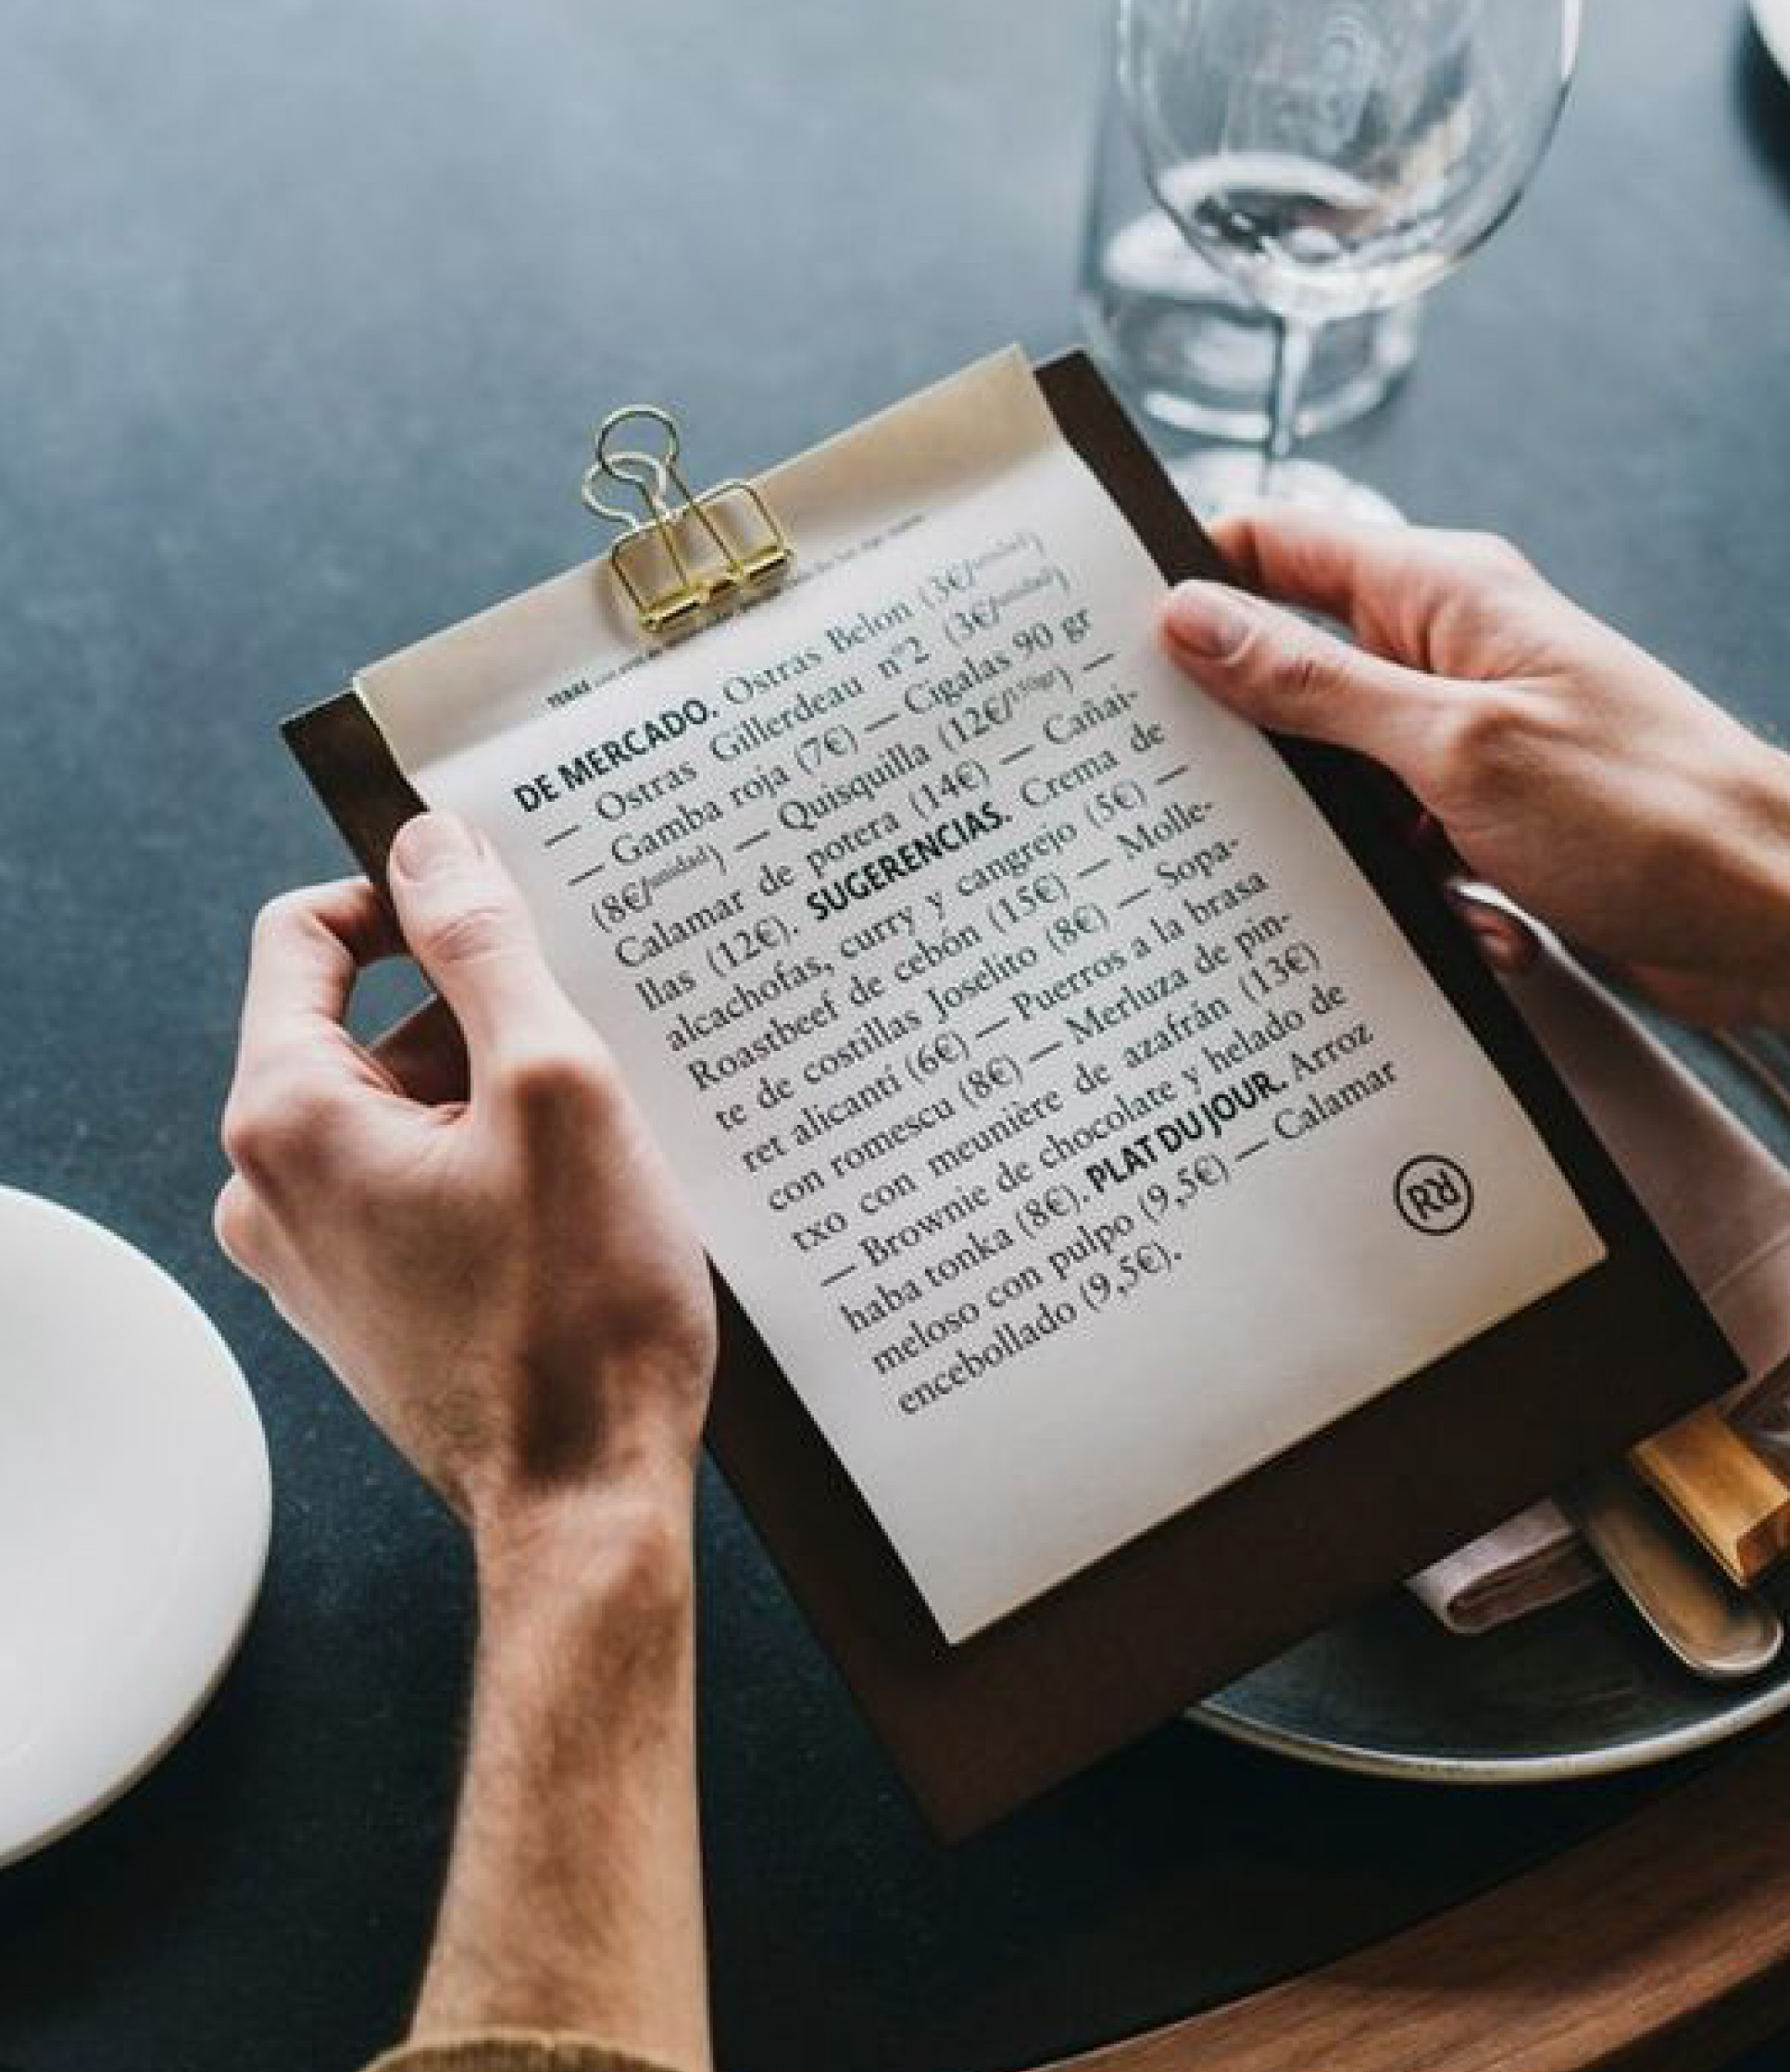 DE MERCADO. Ostras Belon (3€/unidad)
— Ostras Gillerdeau nº2 (3€/unidad)
— Gamba roja (7€) — Cigalas 90 gr
(8€/unidad) — Quisquilla (12€/150gr) —
Calamar de potera (14€) — Cañai-
llas (12€). SUGERENCIAS. Crema de
alcachofas, curry y cangrejo (5€) —
Roastbeef de cebón (15€) — Molle-
te de costillas Joselito (8€) — Sopa-
ret alicantí (6€) — Puerros a la brasa
con romescu (8€) — Merluza de pin-
txo con meunière de azafrán (13€)
— Brownie de chocolate y helado de
haba tonka (8€). PLAT DU JOUR. Arroz
meloso con pulpo (9,5€) — Calamar
encebollado (9,5€).